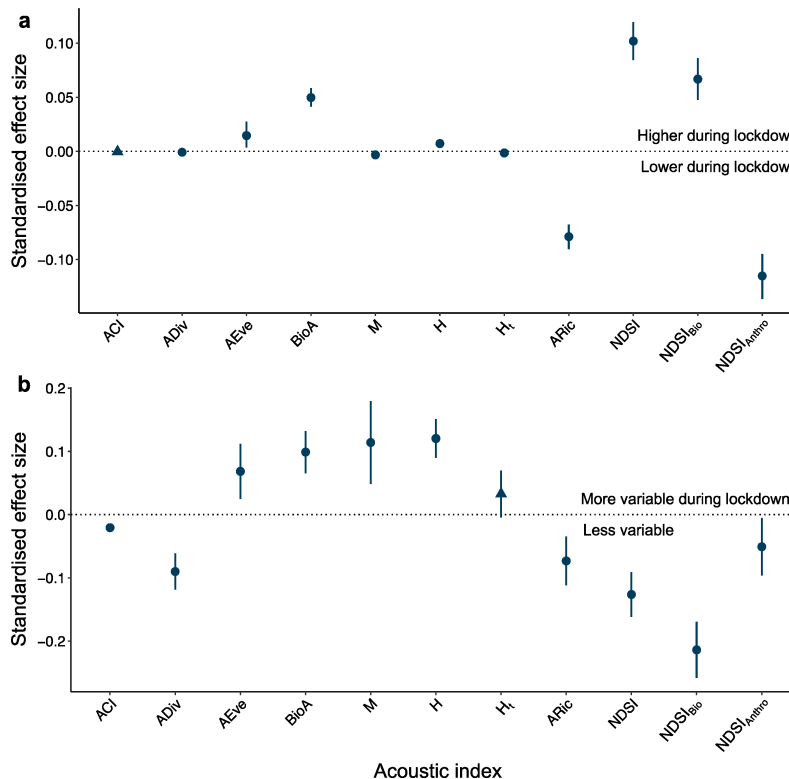 a
Standardised effect size
0.10
0.05
0.00
−0.05
−0.10
Higher during lockdow
Lower during lockdow
ACI
ADiv
AEve
BioA
M
H
Ht
ARic
NDSI
NDSIBio
NDSIAnthro
b
Standardised effect size
0.2
0.1
0.0
−0.1
−0.2
More variable during lockdown
Less variable
ACI
ADiv
AEve
BioA
M
H
Ht
ARic
NDSI
NDSIBio
NDSIAnthro
Acoustic index